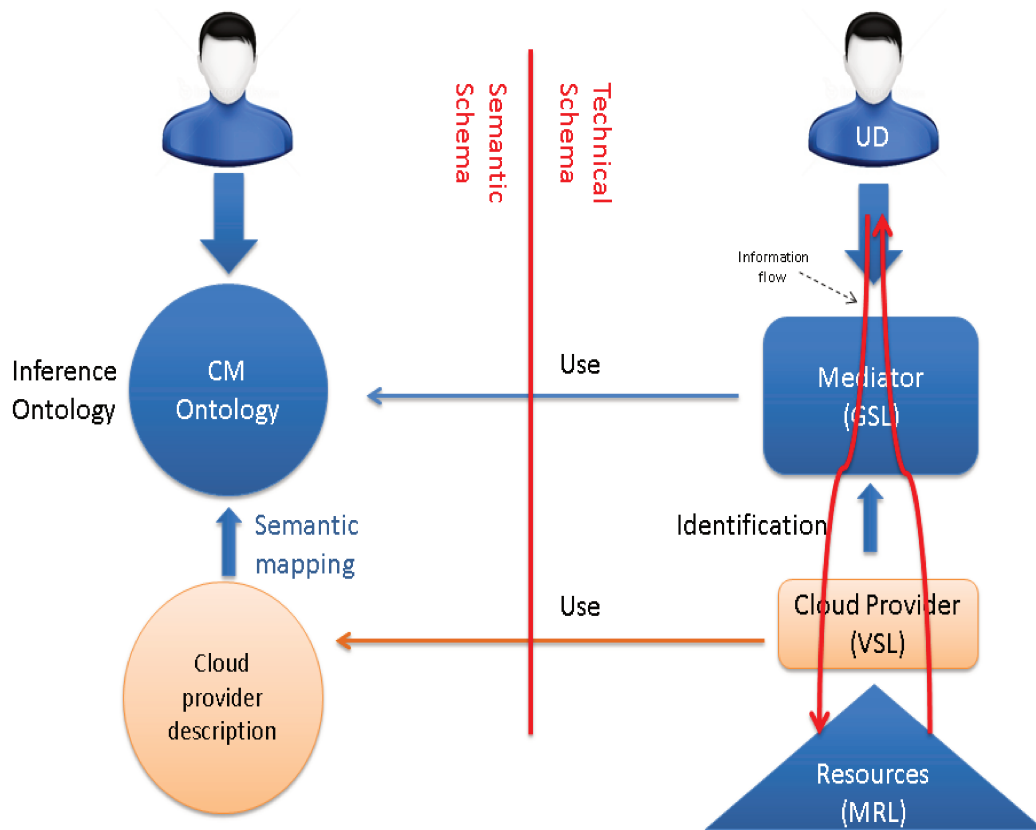 UD
Semantic
Schema
Technical
Schema
Information
flow
Inference
Ontology
CM
Ontology
Use
Mediator
(GSL)
Semantic
mapping
Identification
Use
Cloud Provider
(VSL)
Cloud
provider
description
Resources
(MRL)